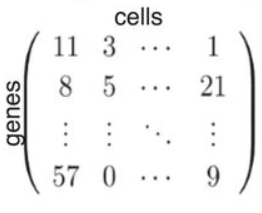 cells
genes
11 3 ⋯ 1
8 5 ⋯ 21
⋮ ⋮ ⋱ ⋮
57 0 ⋯ 9